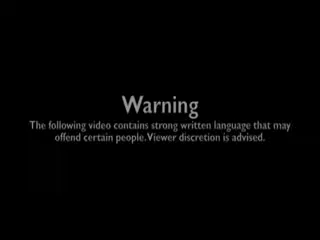 Warning
The following video contains strong written language that may
offend certain people. Viewer discretion is advised.